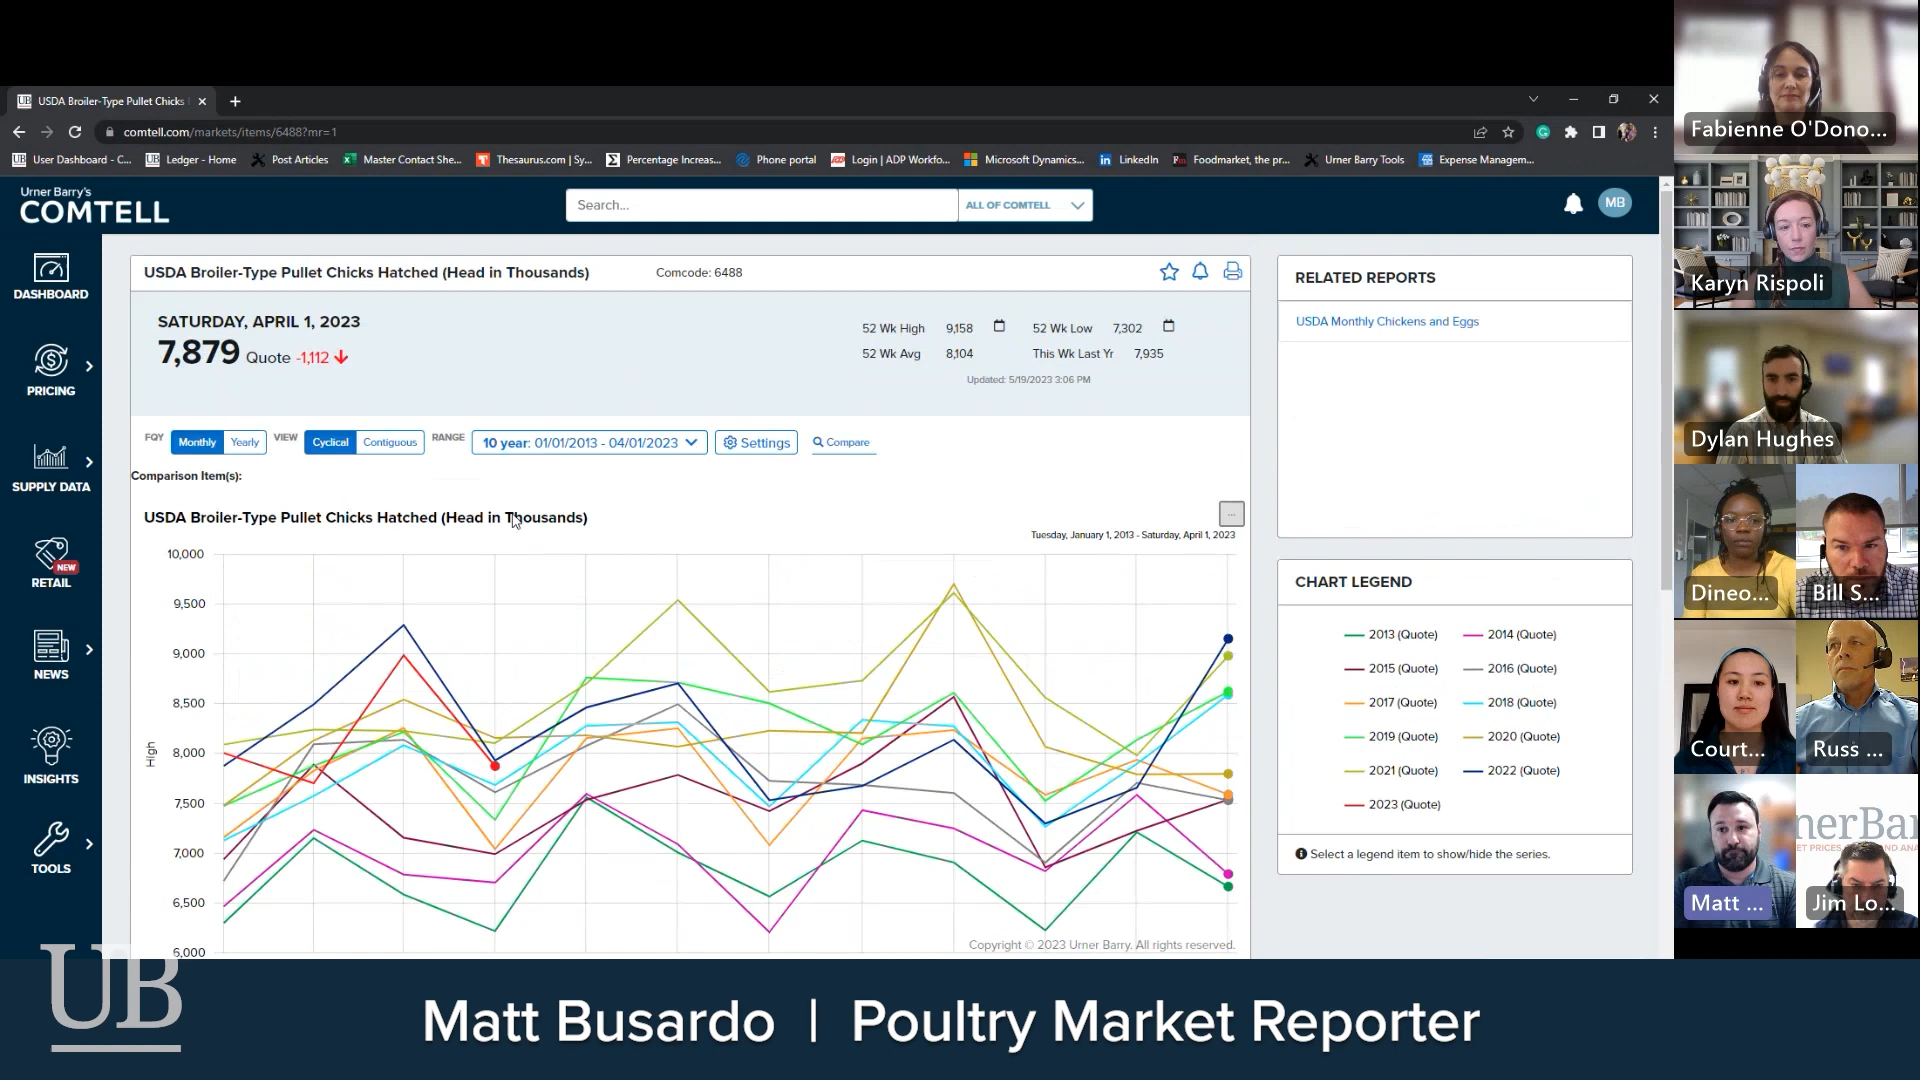 USDA Broiler-Type Pullet Chicks
comtell.com/markets/items/6488?mr=1
User Dashboard - C...
Ledger - Home
Post Articles
Master Contact She...
Thesaurus.com | Sy...
Percentage Increas...
Phone portal
Login | ADP Workfo...
Microsoft Dynamics...
LinkedIn
Foodmarket, the pr...
Urner Barry Tools
Expense Managem...
Urner Barry's
COMTELL
Search...
ALL OF COMTELL
MB
DASHBOARD
PRICING
SUPPLY DATA
NEW
RETAIL
NEWS
INSIGHTS
TOOLS
USDA Broiler-Type Pullet Chicks Hatched (Head in Thousands)
Comcode: 6488
SATURDAY, APRIL 1, 2023
7,879 Quote -1,112
52 Wk High 9,158
52 Wk Low 7,302
52 Wk Avg 8,104
This Wk Last Yr 7,935
Updated: 5/19/2023 3:06 PM
FQY Monthly Yearly VIEW Cyclical Contiguous RANGE 10 year: 01/01/2013 - 04/01/2023 Settings Compare
Comparison Item(s):
USDA Broiler-Type Pullet Chicks Hatched (Head in Thousands)
...
Tuesday, January 1, 2013 - Saturday, April 1, 2023
10,000
9,500
9,000
8,500
8,000
7,500
7,000
6,500
6,000
High
Copyright © 2023 Urner Barry. All rights reserved.
RELATED REPORTS
USDA Monthly Chickens and Eggs
CHART LEGEND
2013 (Quote) 2014 (Quote)
2015 (Quote) 2016 (Quote)
2017 (Quote) 2018 (Quote)
2019 (Quote) 2020 (Quote)
2021 (Quote) 2022 (Quote)
2023 (Quote)
Select a legend item to show/hide the series.
Fabienne O'Dono...
Karyn Rispoli
Dylan Hughes
Dineo...
Bill S...
Court...
Russ ...
Matt ...
Jim Lo...
nerBar
UB
Matt Busardo | Poultry Market Reporter